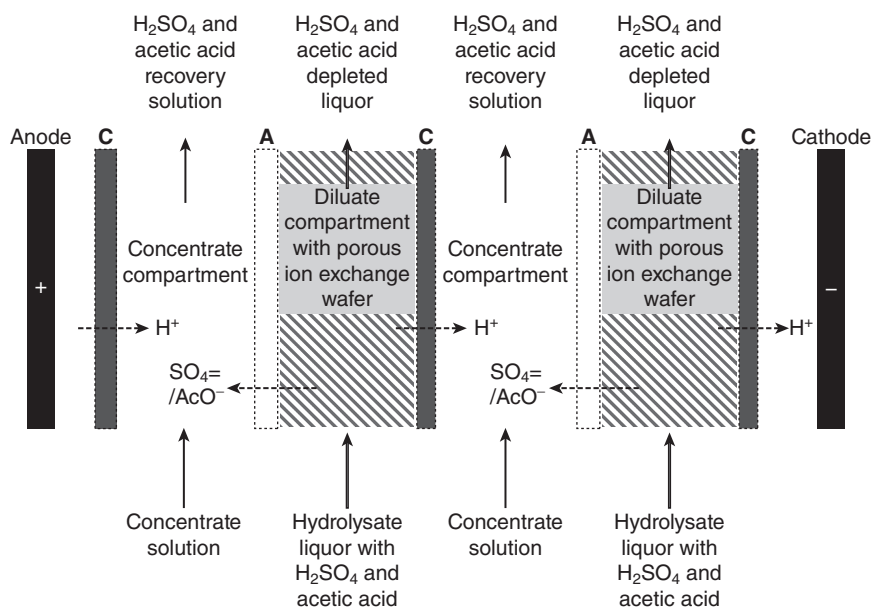 H₂SO₄ and
acetic acid
recovery
solution
H₂SO₄ and
acetic acid
depleted
liquor
H₂SO₄ and
acetic acid
recovery
solution
H₂SO₄ and
acetic acid
depleted
liquor
Anode
C
A
C
A
C
Cathode
+
Concentrate
compartment
Diluate
compartment
with porous
ion exchange
wafer
Concentrate
compartment
Diluate
compartment
with porous
ion exchange
wafer
–
H⁺
H⁺
H⁺
SO₄=
/AcO⁻
SO₄=
/AcO⁻
Concentrate
solution
Hydrolysate
liquor with
H₂SO₄ and
acetic acid
Concentrate
solution
Hydrolysate
liquor with
H₂SO₄ and
acetic acid